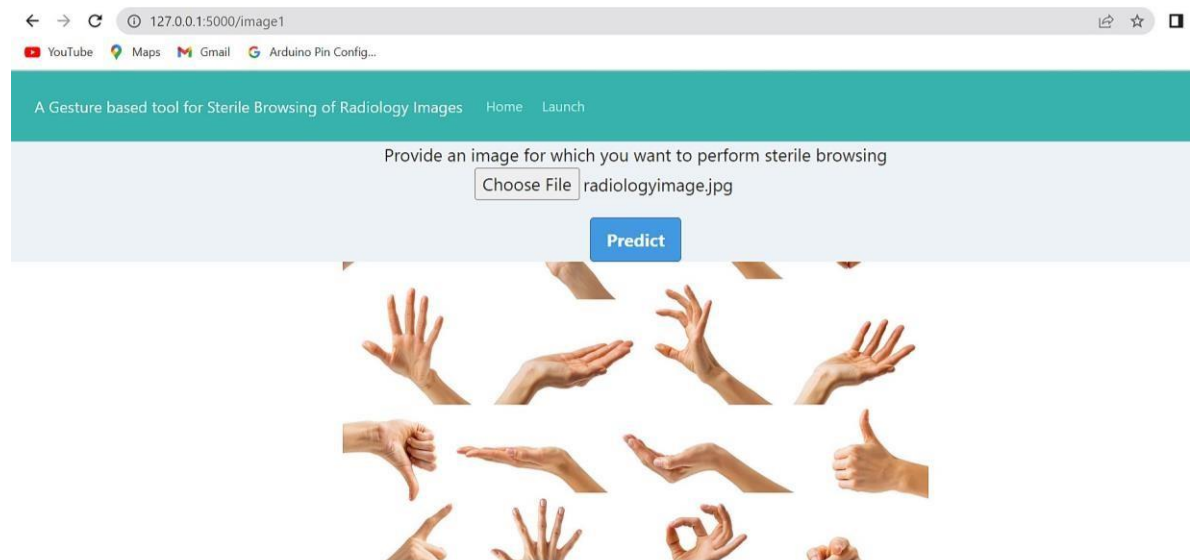 127.0.0.1:5000/image1
YouTube Maps Gmail Arduino Pin Config...
A Gesture based tool for Sterile Browsing of Radiology Images Home Launch
Provide an image for which you want to perform sterile browsing
Choose File radiologyimage.jpg
Predict